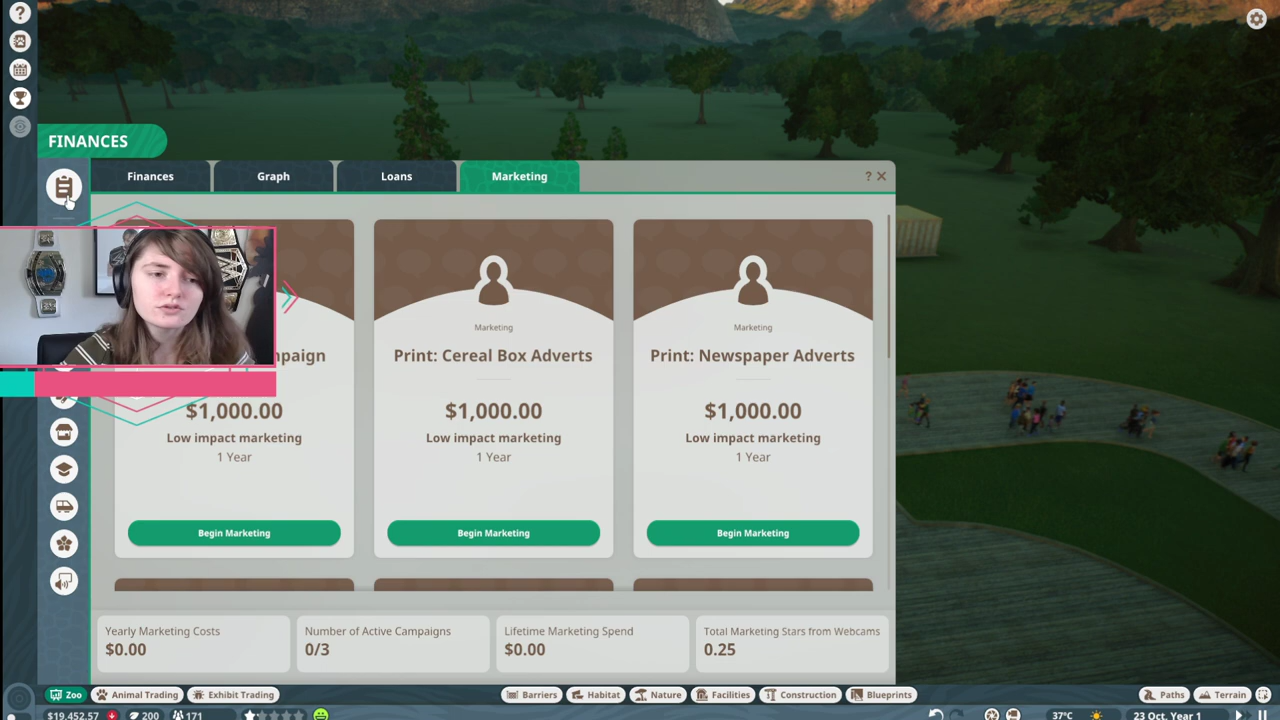 FINANCES
Finances
Graph
Loans
Marketing
?
Marketing
Marketing
paign
Print: Cereal Box Adverts
Print: Newspaper Adverts
$1,000.00
$1,000.00
$1,000.00
Low impact marketing
Low impact marketing
Low impact marketing
1 Year
1 Year
1 Year
Begin Marketing
Begin Marketing
Begin Marketing
Yearly Marketing Costs
$0.00
Number of Active Campaigns
0/3
Lifetime Marketing Spend
$0.00
Total Marketing Stars from Webcams
0.25
Zoo
Animal Trading
Exhibit Trading
Barriers
Habitat
Nature
Facilities
Construction
Blueprints
Paths
Terrain
$19,452.57
200
171
37°C
23 Oct, Year 1